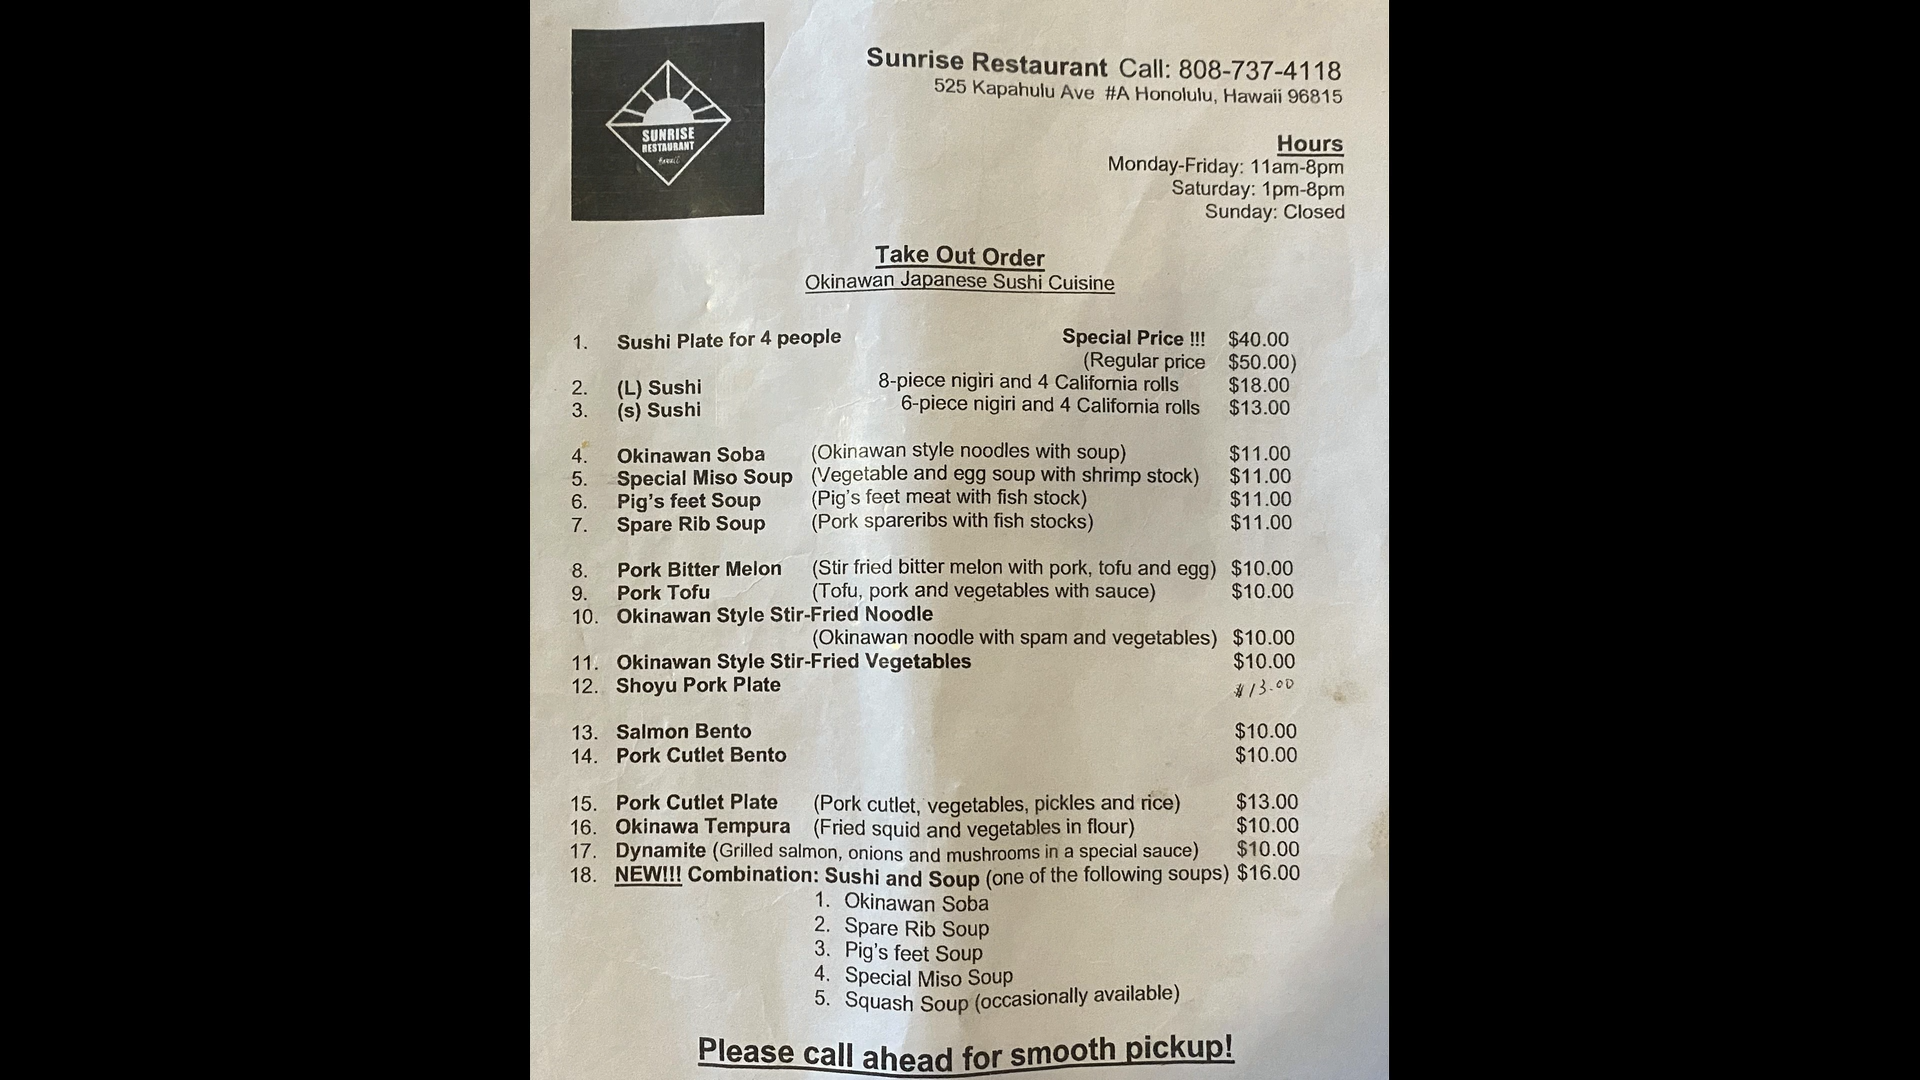 SUNRISE
RESTAURANT
Sunrise Restaurant Call: 808-737-4118
525 Kapahulu Ave #A Honolulu, Hawaii 96815
Hours
Monday-Friday: 11am-8pm
Saturday: 1pm-8pm
Sunday: Closed
Take Out Order
Okinawan Japanese Sushi Cuisine
1. Sushi Plate for 4 people Special Price !!! $40.00
(Regular price $50.00)
2. (L) Sushi 8-piece nigiri and 4 California rolls $18.00
3. (s) Sushi 6-piece nigiri and 4 California rolls $13.00
4. Okinawan Soba (Okinawan style noodles with soup) $11.00
5. Special Miso Soup (Vegetable and egg soup with shrimp stock) $11.00
6. Pig's feet Soup (Pig's feet meat with fish stock) $11.00
7. Spare Rib Soup (Pork spareribs with fish stocks) $11.00
8. Pork Bitter Melon (Stir fried bitter melon with pork, tofu and egg) $10.00
9. Pork Tofu (Tofu, pork and vegetables with sauce) $10.00
10. Okinawan Style Stir-Fried Noodle
(Okinawan noodle with spam and vegetables) $10.00
11. Okinawan Style Stir-Fried Vegetables $10.00
12. Shoyu Pork Plate $13.00
13. Salmon Bento $10.00
14. Pork Cutlet Bento $10.00
15. Pork Cutlet Plate (Pork cutlet, vegetables, pickles and rice) $13.00
16. Okinawa Tempura (Fried squid and vegetables in flour) $10.00
17. Dynamite (Grilled salmon, onions and mushrooms in a special sauce) $10.00
18. NEW!!! Combination: Sushi and Soup (one of the following soups) $16.00
1. Okinawan Soba
2. Spare Rib Soup
3. Pig's feet Soup
4. Special Miso Soup
5. Squash Soup (occasionally available)
Please call ahead for smooth pickup!